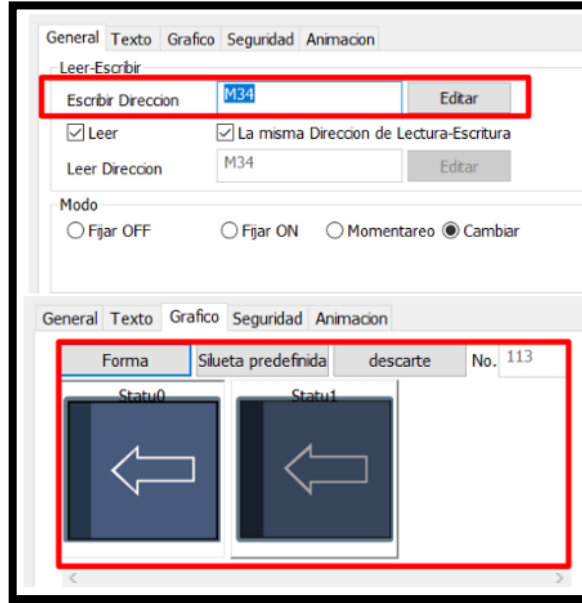 General Texto Grafico Seguridad Animacion
Leer-Escribir
Escribir Direccion M34 Editar
Leer La misma Direccion de Lectura-Escritura
Leer Direccion M34 Editar
Modo
Fijar OFF Fijar ON Momentareo Cambiar
General Texto Grafico Seguridad Animacion
Forma Silueta predefinida descarte No. 113
Statu0 Statu1